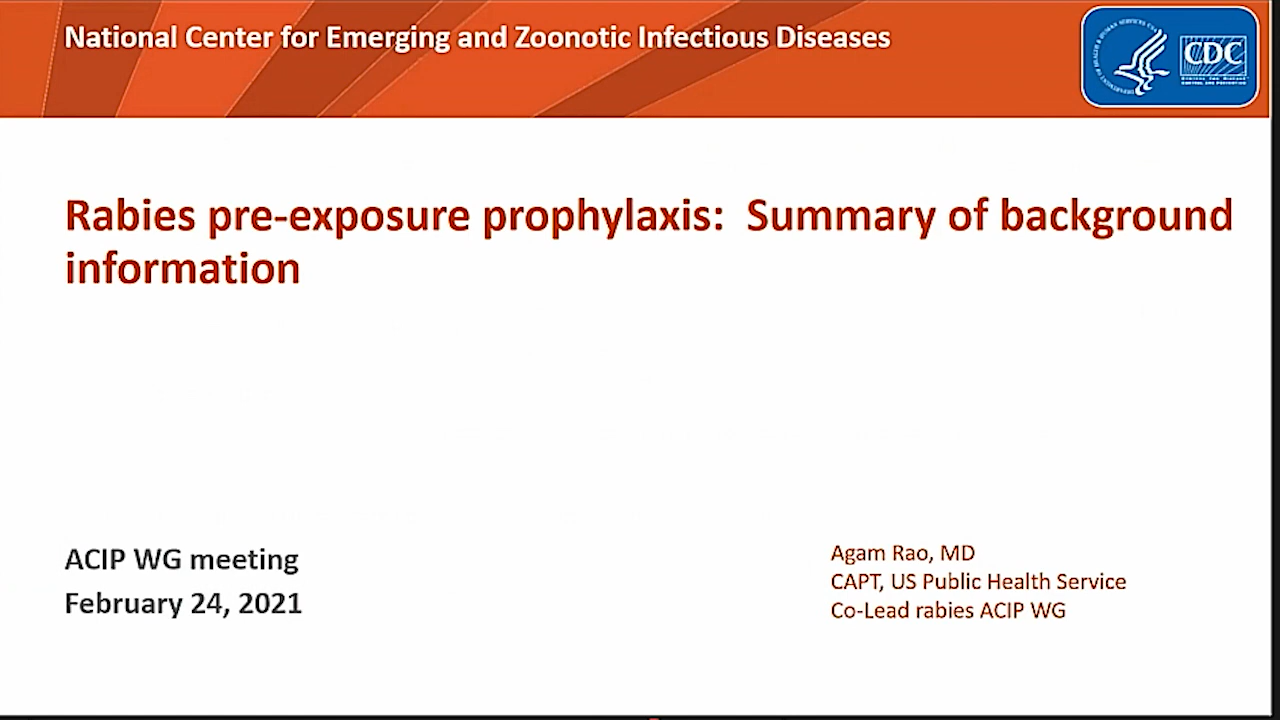 National Center for Emerging and Zoonotic Infectious Diseases
CDC
Rabies pre-exposure prophylaxis:  Summary of background
information
ACIP WG meeting
February 24, 2021
Agam Rao, MD
CAPT, US Public Health Service
Co-Lead rabies ACIP WG